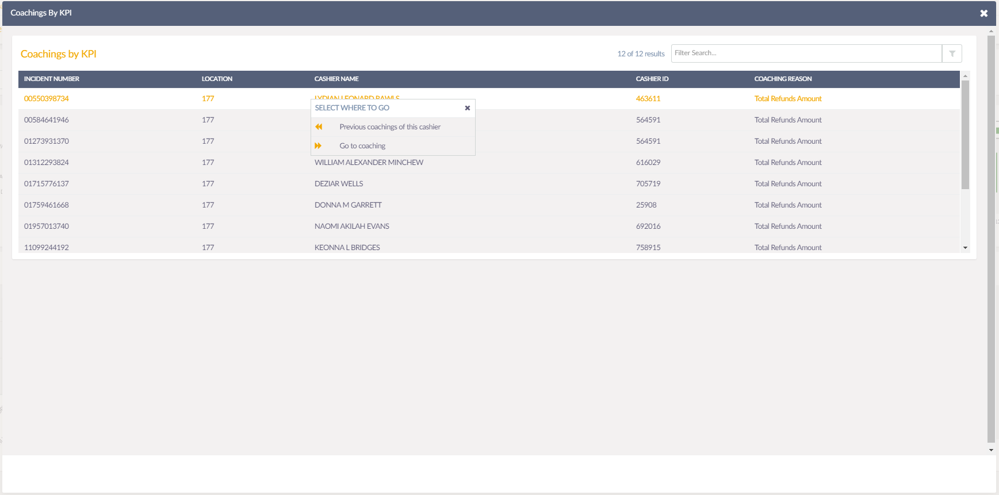 Coachings By KPI
Coachings by KPI
12 of 12 results
Filter Search...
INCIDENT NUMBER LOCATION CASHIER NAME CASHIER ID COACHING REASON
00550398734 177 LYDIAN LEONARD RAWLS 463611 Total Refunds Amount
SELECT WHERE TO GO
00584641946 177 564591 Total Refunds Amount
Previous coachings of this cashier
01273931370 177 564591 Total Refunds Amount
Go to coaching
01312293824 177 WILLIAM ALEXANDER MINCHEW 616029 Total Refunds Amount
01715776137 177 DEZIAR WELLS 705719 Total Refunds Amount
01759461668 177 DONNA M GARRETT 25908 Total Refunds Amount
01957013740 177 NAOMI AKILAH EVANS 692016 Total Refunds Amount
11099244192 177 KEONNA L BRIDGES 758915 Total Refunds Amount